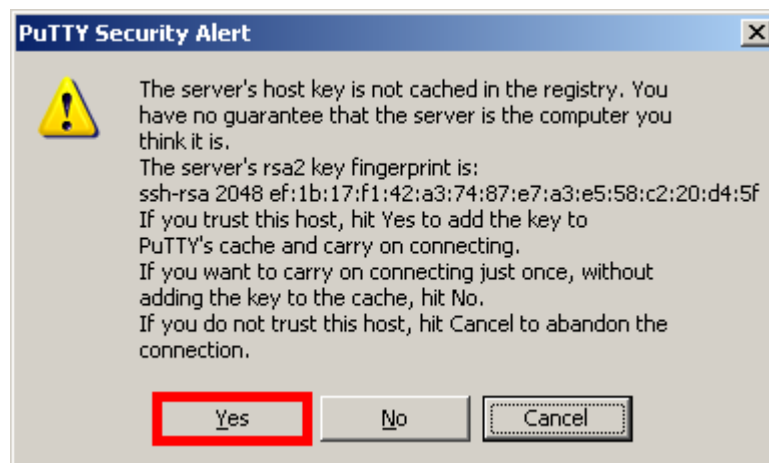 PuTTY Security Alert
The server's host key is not cached in the registry. You
have no guarantee that the server is the computer you
think it is.
The server's rsa2 key fingerprint is:
ssh-rsa 2048 ef:1b:17:f1:42:a3:74:87:e7:a3:e5:58:c2:20:d4:5f
If you trust this host, hit Yes to add the key to
PuTTY's cache and carry on connecting.
If you want to carry on connecting just once, without
adding the key to the cache, hit No.
If you do not trust this host, hit Cancel to abandon the
connection.
Yes No Cancel